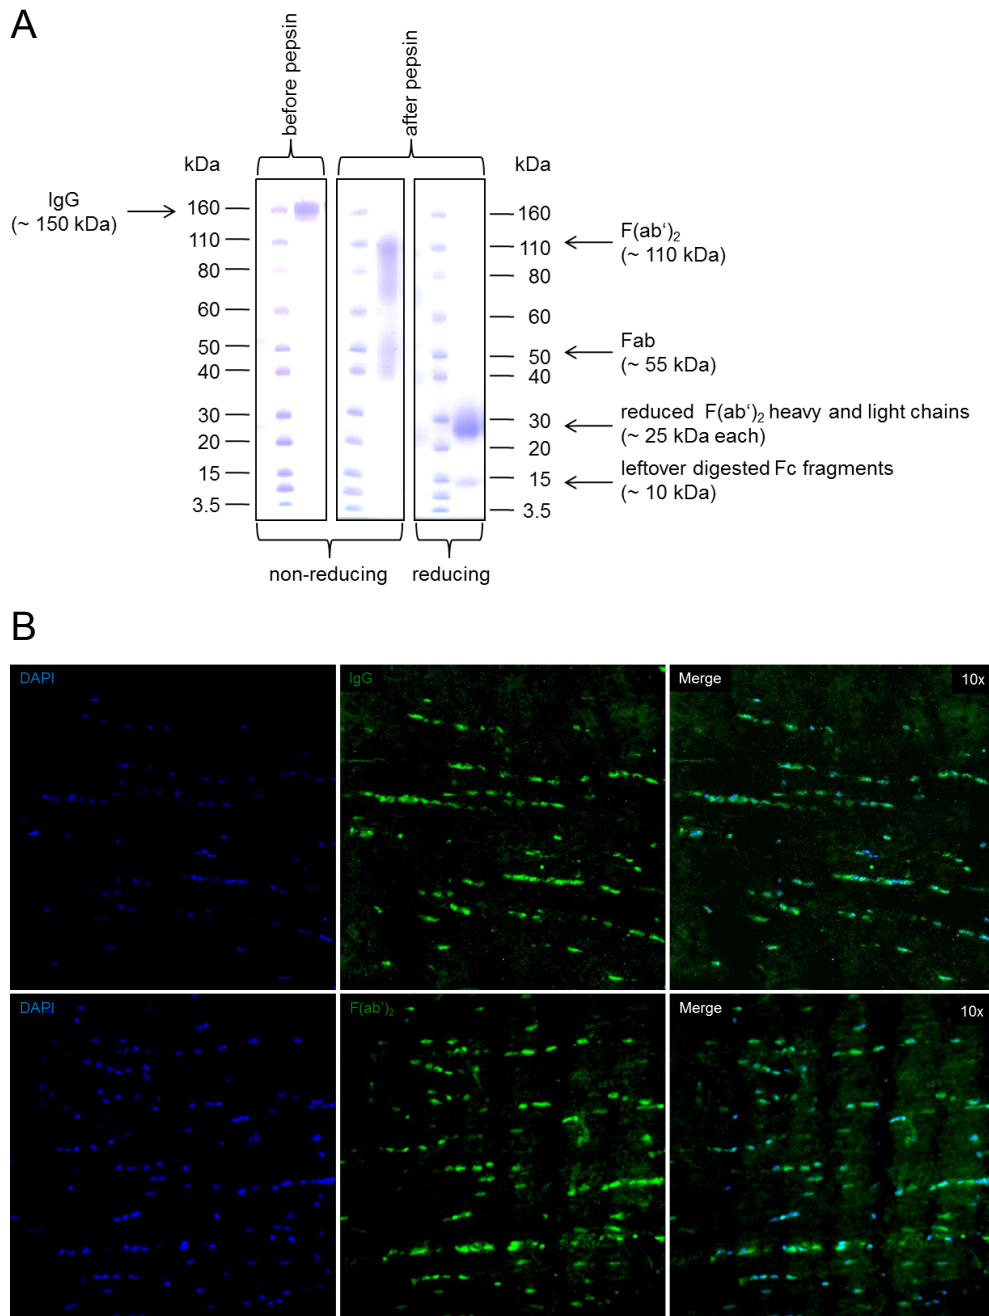 A
before pepsin
after pepsin
kDa
kDa
IgG
(~ 150 kDa)
160
110
80
60
50
40
30
20
15
3.5
160
110
80
60
50
40
30
20
15
3.5
F(ab‘)2
(~ 110 kDa)
Fab
(~ 55 kDa)
reduced F(ab‘)2 heavy and light chains
(~ 25 kDa each)
leftover digested Fc fragments
(~ 10 kDa)
non-reducing
reducing
B
DAPI
IgG
Merge
10x
DAPI
F(ab')2
Merge
10x